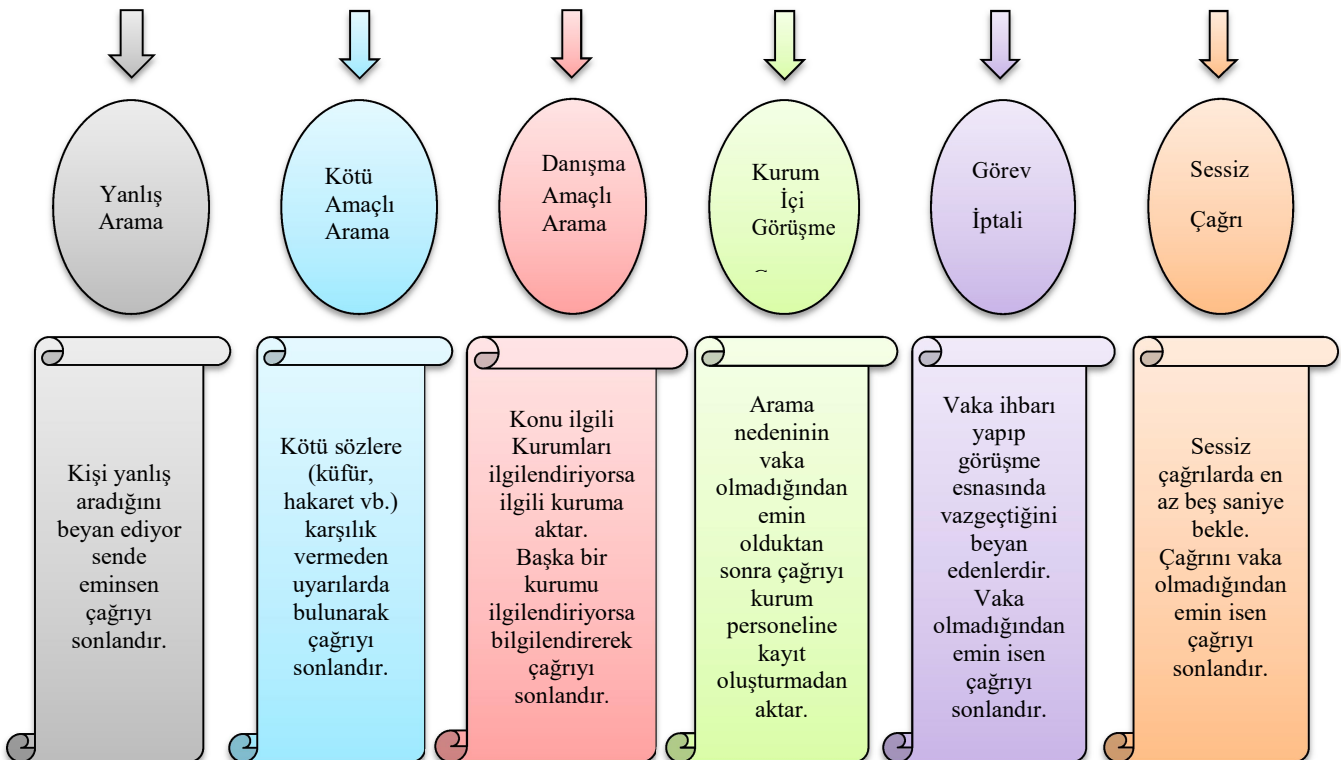 Yanlış
Arama
Kötü
Amaçlı
Arama
Danışma
Amaçlı
Arama
Kurum
İçi
Görüşme
Görev
İptali
Sessiz
Çağrı
Kişi yanlış
aradığını
beyan ediyor
sende
eminsen
çağrıyı
sonlandır.
Kötü sözlere
(küfür,
hakaret vb.)
karşılık
vermeden
uyarılarda
bulunarak
çağrıyı
sonlandır.
Konu ilgili
Kurumları
ilgilendiriyorsa
ilgili kuruma
aktar.
Başka bir
kurumu
ilgilendiriyorsa
bilgilendirerek
çağrıyı
sonlandır.
Arama
nedeninin
vaka
olmadığından
emin
olduktan
sonra çağrıyı
kurum
personeline
kayıt
oluşturmadan
aktar.
Vaka ihbarı
yapıp
görüşme
esnasında
vazgeçtiğini
beyan
edenlerdir.
Vaka
olmadığından
emin isen
çağrıyı
sonlandır.
Sessiz
çağrılarda en
az beş saniye
bekle.
Çağrını vaka
olmadığından
emin isen
çağrıyı
sonlandır.